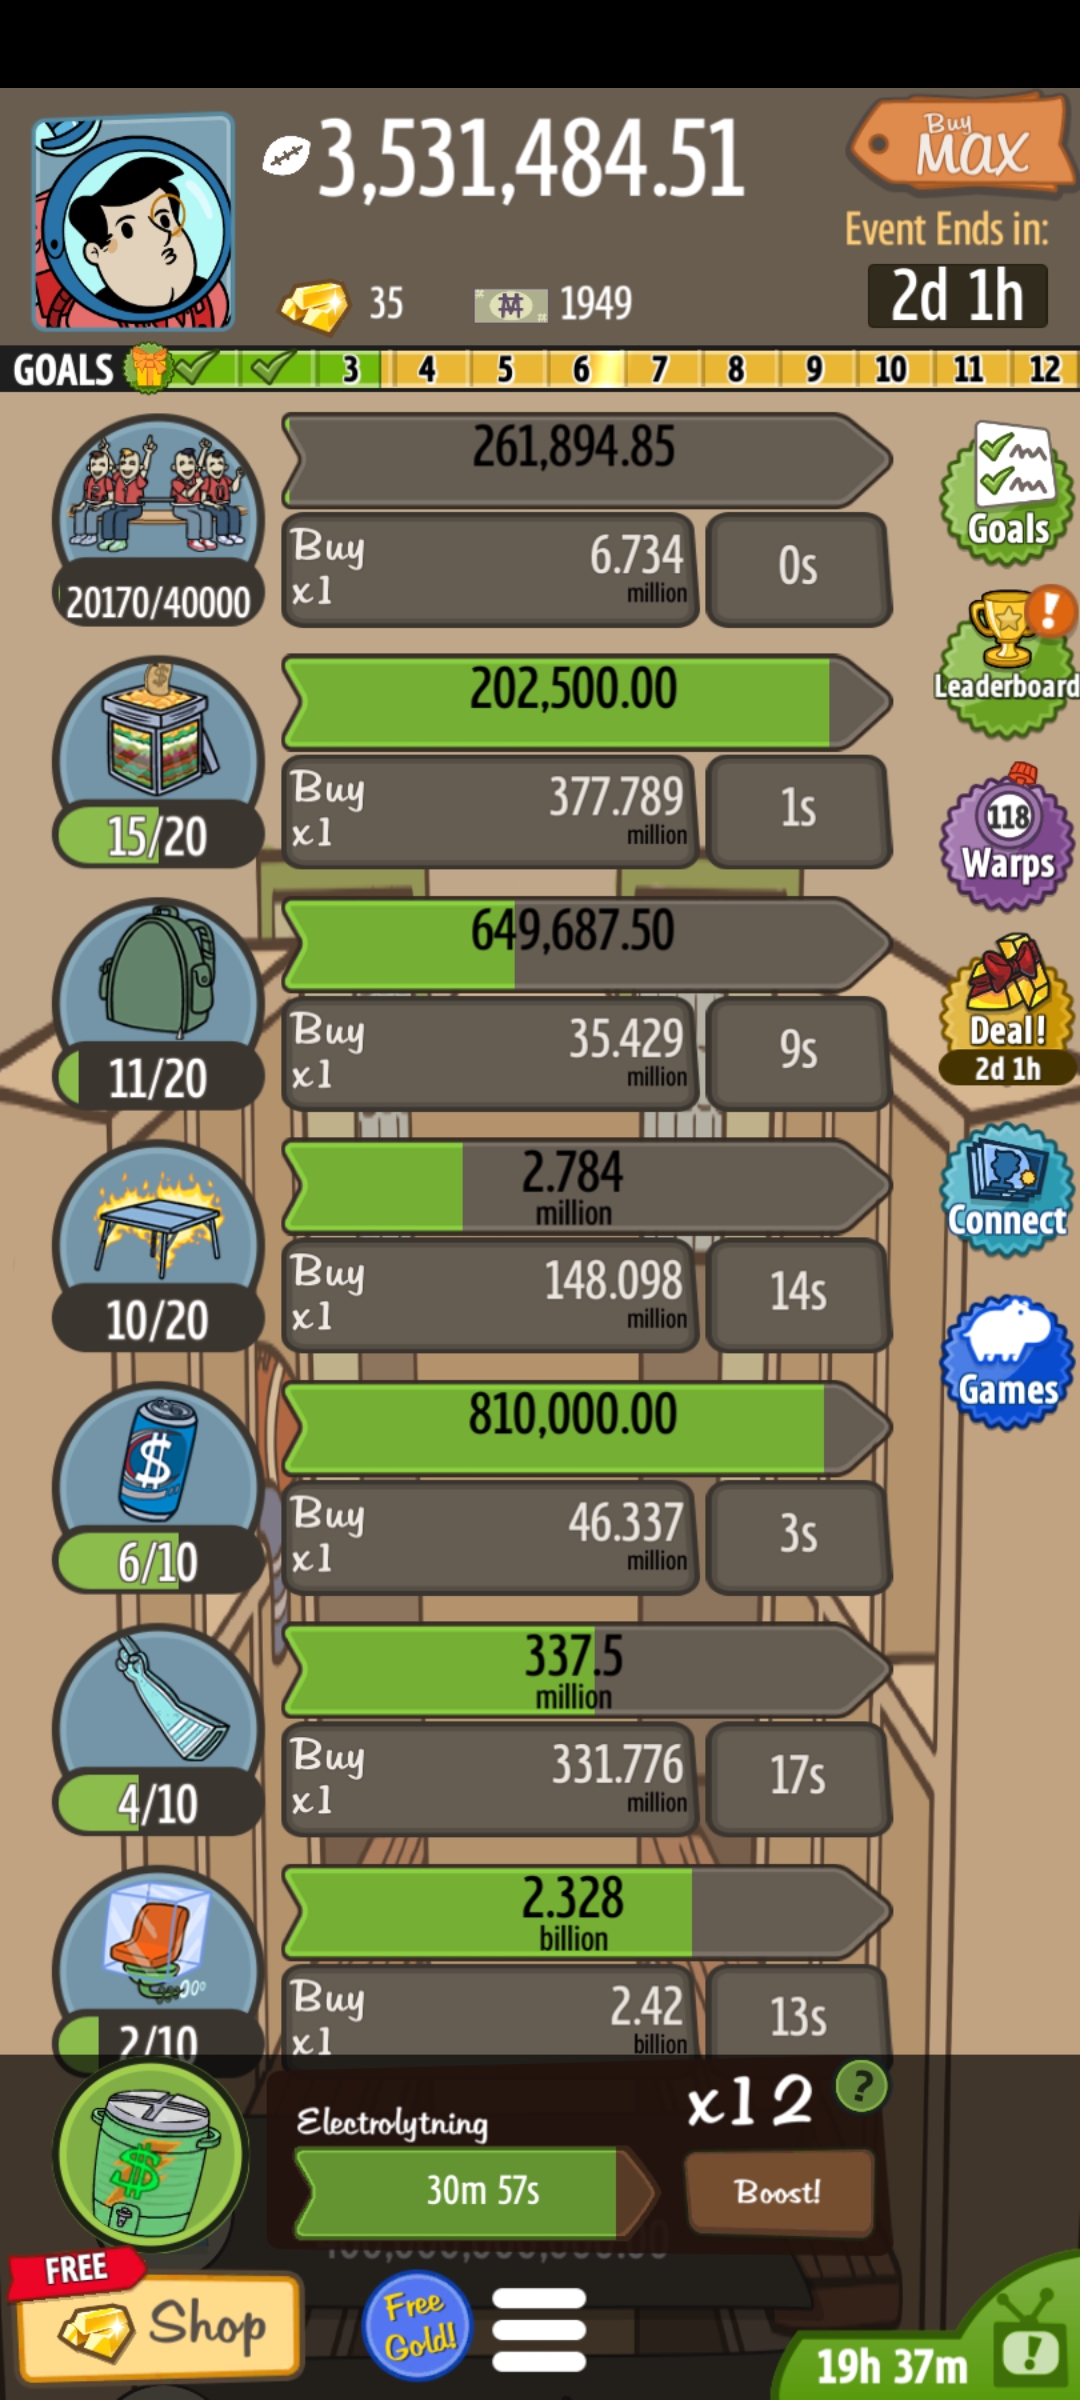 3,531,484.51
Buy
MAX
Event Ends in:
35
1949
2d 1h
GOALS 3 4 5 6 7 8 9 10 11 12
261,894.85
Buy
x1
6.734
million
0s
20170/40000
Goals
202,500.00
Leaderboard
Buy
x1
377.789
million
1s
15/20
118
Warps
649,687.50
Buy
x1
35.429
million
9s
11/20
Deal!
2d 1h
2.784
million
Buy
x1
148.098
million
14s
10/20
Connect
810,000.00
Games
Buy
x1
46.337
million
3s
6/10
337.5
million
Buy
x1
331.776
million
17s
4/10
2.328
billion
Buy
x1
2.42
billion
13s
2/10
Electrolytning
x12
?
30m 57s
Boost!
FREE
Shop
Free
Gold!
19h 37m